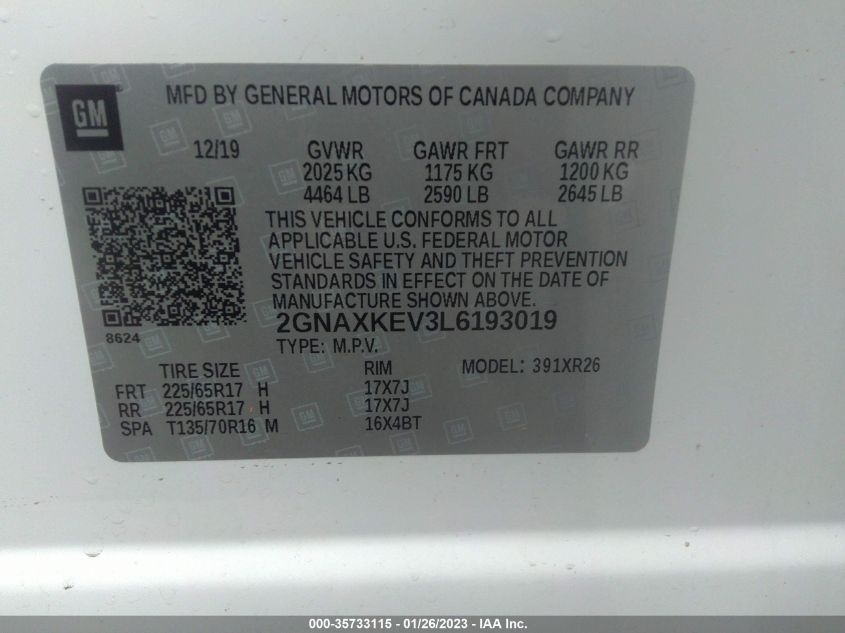 GM
MFD BY GENERAL MOTORS OF CANADA COMPANY
12/19 GVWR GAWR FRT GAWR RR
2025 KG 1175 KG 1200 KG
4464 LB 2590 LB 2645 LB
THIS VEHICLE CONFORMS TO ALL
APPLICABLE U.S. FEDERAL MOTOR
VEHICLE SAFETY AND THEFT PREVENTION
STANDARDS IN EFFECT ON THE DATE OF
MANUFACTURE SHOWN ABOVE.
2GNAXKEV3L6193019
8624
TYPE: M.P.V.
TIRE SIZE RIM MODEL: 391XR26
FRT 225/65R17 H 17X7J
RR 225/65R17 H 17X7J
SPA T135/70R16 M 16X4BT
000-35733115 - 01/26/2023 - IAA Inc.